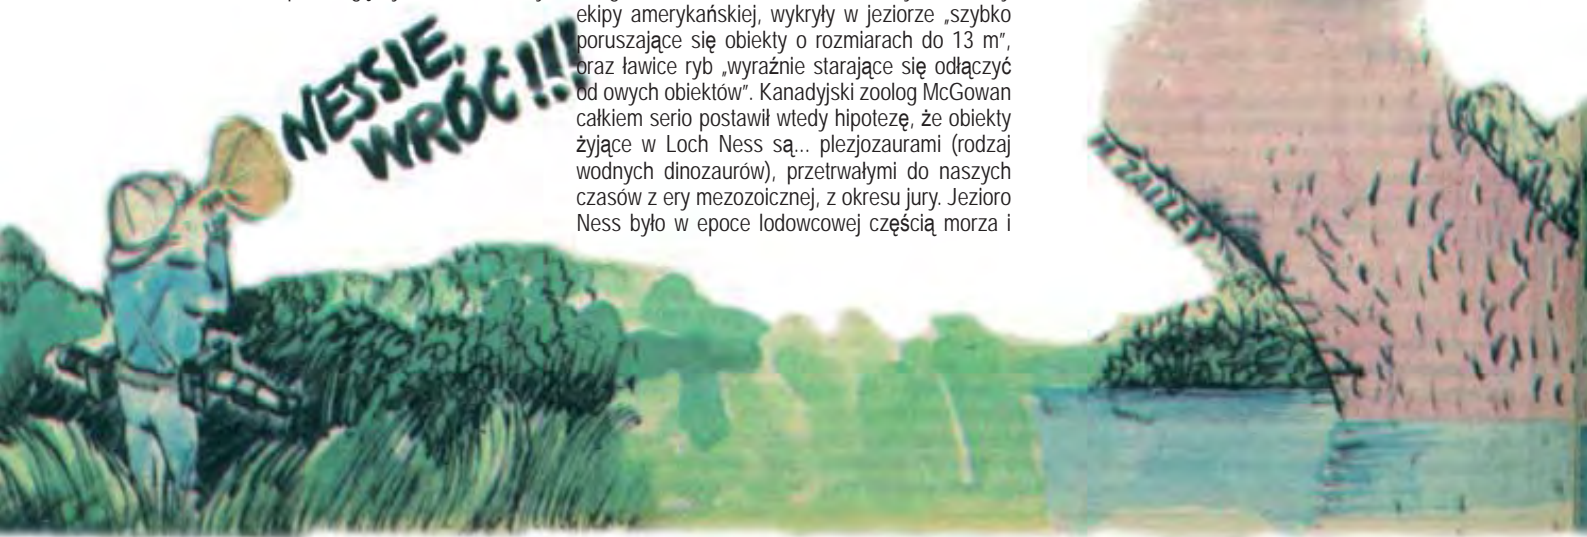 NESSIE,
WRÓĆ!!!
ekipy amerykańskiej, wykryły w jeziorze „szybko
poruszające się obiekty o rozmiarach do 13 m”,
oraz ławice ryb „wyraźnie starające się odłączyć
od owych obiektów”. Kanadyjski zoolog McGowan
całkiem serio postawił wtedy hipotezę, że obiekty
żyjące w Loch Ness są... plezjozaurami (rodzaj
wodnych dinozaurów), przetrwałymi do naszych
czasów z ery mezozoicznej, z okresu jury. Jezioro
Ness było w epoce lodowcowej częścią morza i